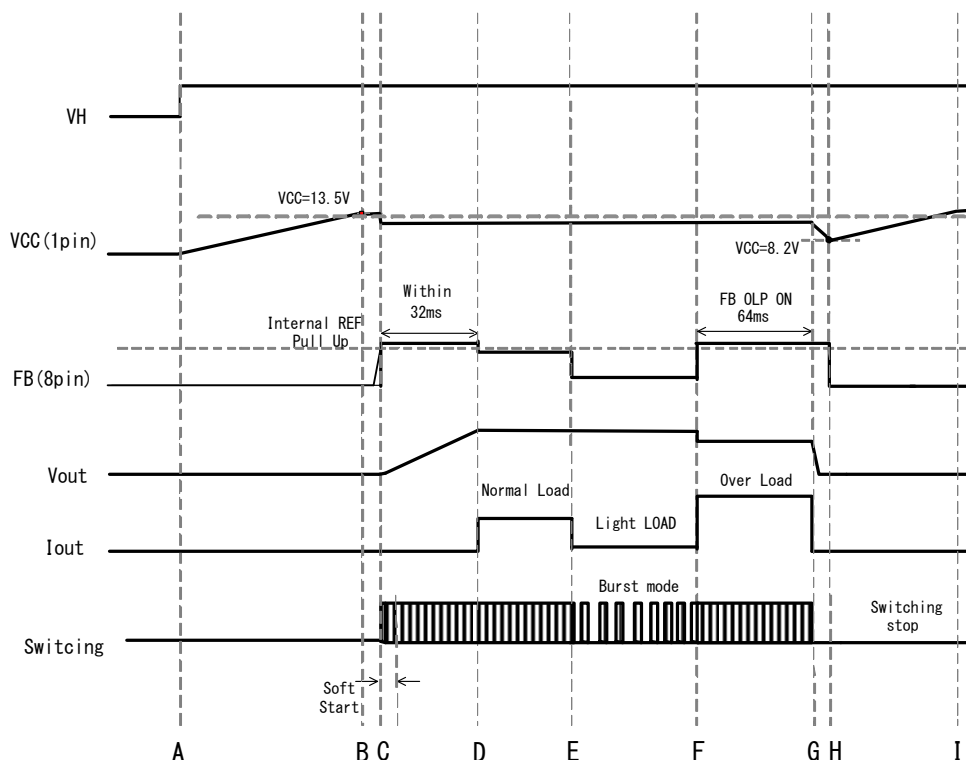 VH
VCC=13.5V
VCC(1pin)
VCC=8.2V
Within
32ms
FB OLP ON
64ms
Internal REF
Pull Up
FB(8pin)
Vout
Normal Load
Over Load
Light LOAD
Iout
Burst mode
Switcing
Switching
stop
Soft
Start
A B C D E F G H I